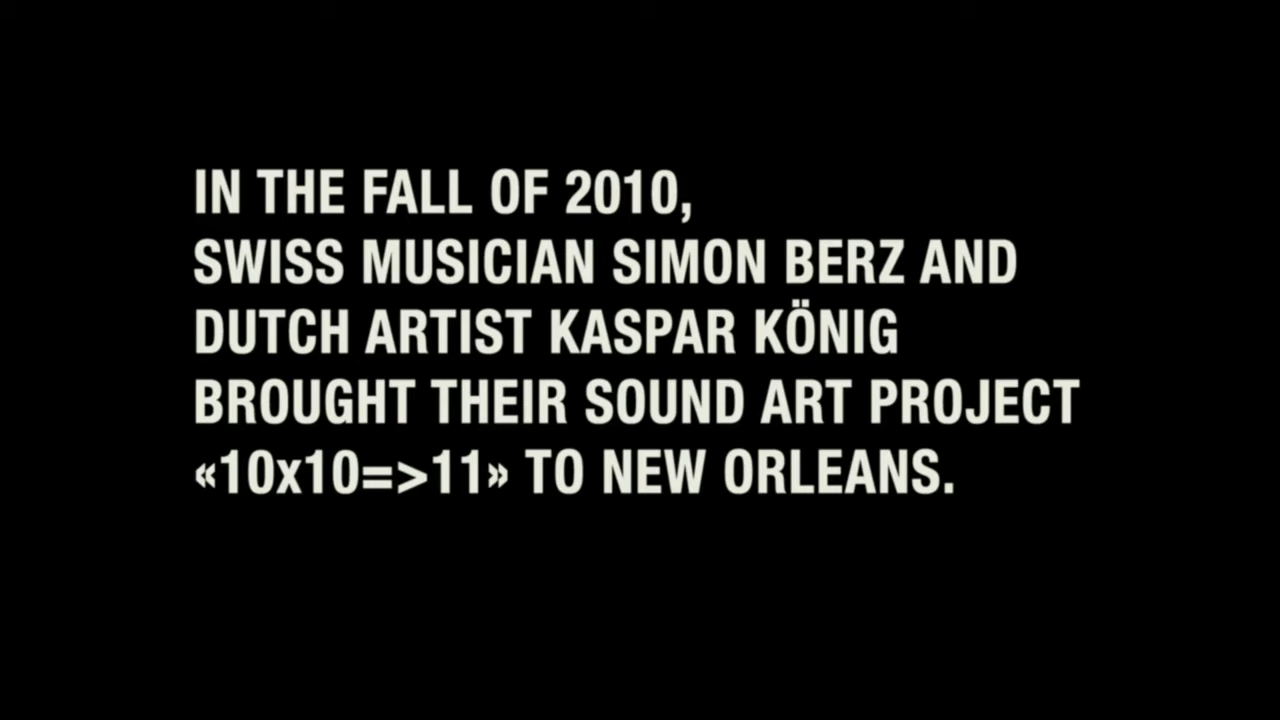 IN THE FALL OF 2010,
SWISS MUSICIAN SIMON BERZ AND
DUTCH ARTIST KASPAR KÖNIG
BROUGHT THEIR SOUND ART PROJECT
«10x10=>11» TO NEW ORLEANS.